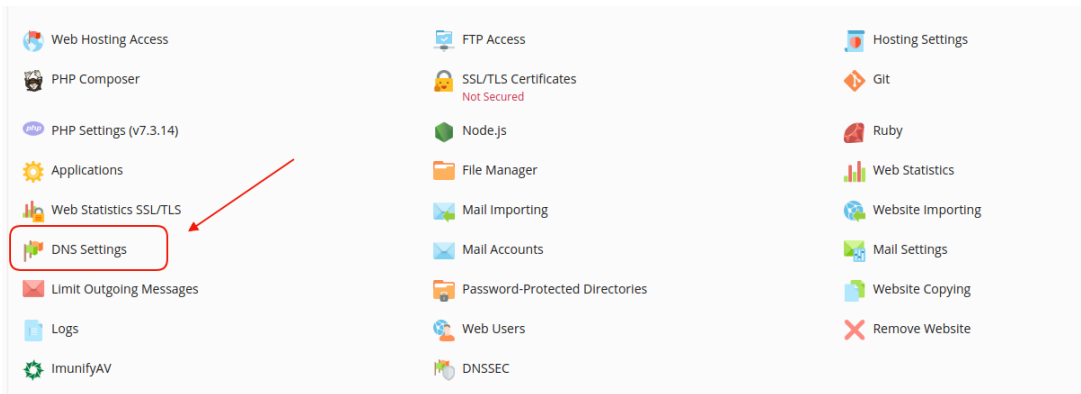 Web Hosting Access
FTP Access
Hosting Settings
PHP Composer
SSL/TLS Certificates
Not Secured
Git
php
PHP Settings (v7.3.14)
Node.js
Ruby
Applications
File Manager
Web Statistics
Web Statistics SSL/TLS
Mail Importing
Website Importing
DNS Settings
Mail Accounts
Mail Settings
Limit Outgoing Messages
Password-Protected Directories
Website Copying
Logs
Web Users
Remove Website
ImunifyAV
DNSSEC